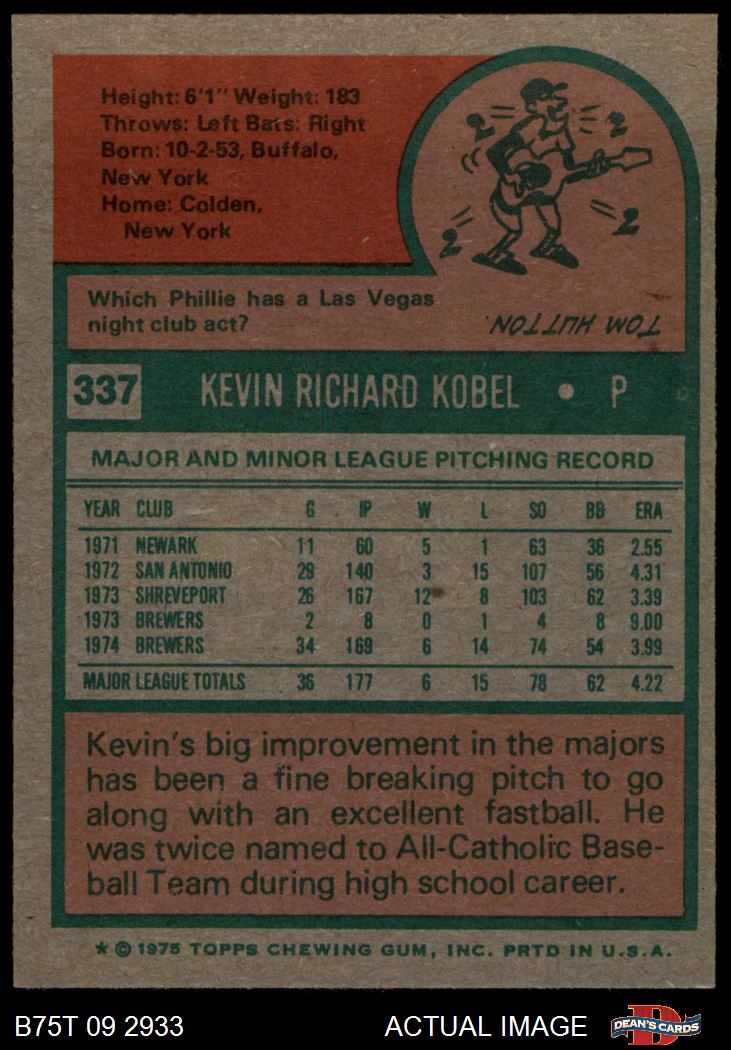 Height: 6'1" Weight: 183
Throws: Left Bats: Right
Born: 10-2-53, Buffalo,
New York
Home: Colden,
New York
2
2
2
2
Which Phillie has a Las Vegas
night club act?
TOM HUTTON.
337 KEVIN RICHARD KOBEL • P
MAJOR AND MINOR LEAGUE PITCHING RECORD
YEAR CLUB G IP W L SO BB ERA
1971 NEWARK 11 60 5 1 63 36 2.55
1972 SAN ANTONIO 29 140 3 15 107 56 4.31
1973 SHREVEPORT 26 167 12 8 103 62 3.39
1973 BREWERS 2 8 0 1 4 8 9.00
1974 BREWERS 34 169 6 14 74 54 3.99
MAJOR LEAGUE TOTALS 36 177 6 15 78 62 4.22
Kevin's big improvement in the majors
has been a fine breaking pitch to go
along with an excellent fastball. He
was twice named to All-Catholic Base-
ball Team during high school career.
* © 1975 TOPPS CHEWING GUM, INC. PRTD IN U.S.A.
B75T 09 2933 ACTUAL IMAGE D DEAN'S CARDS